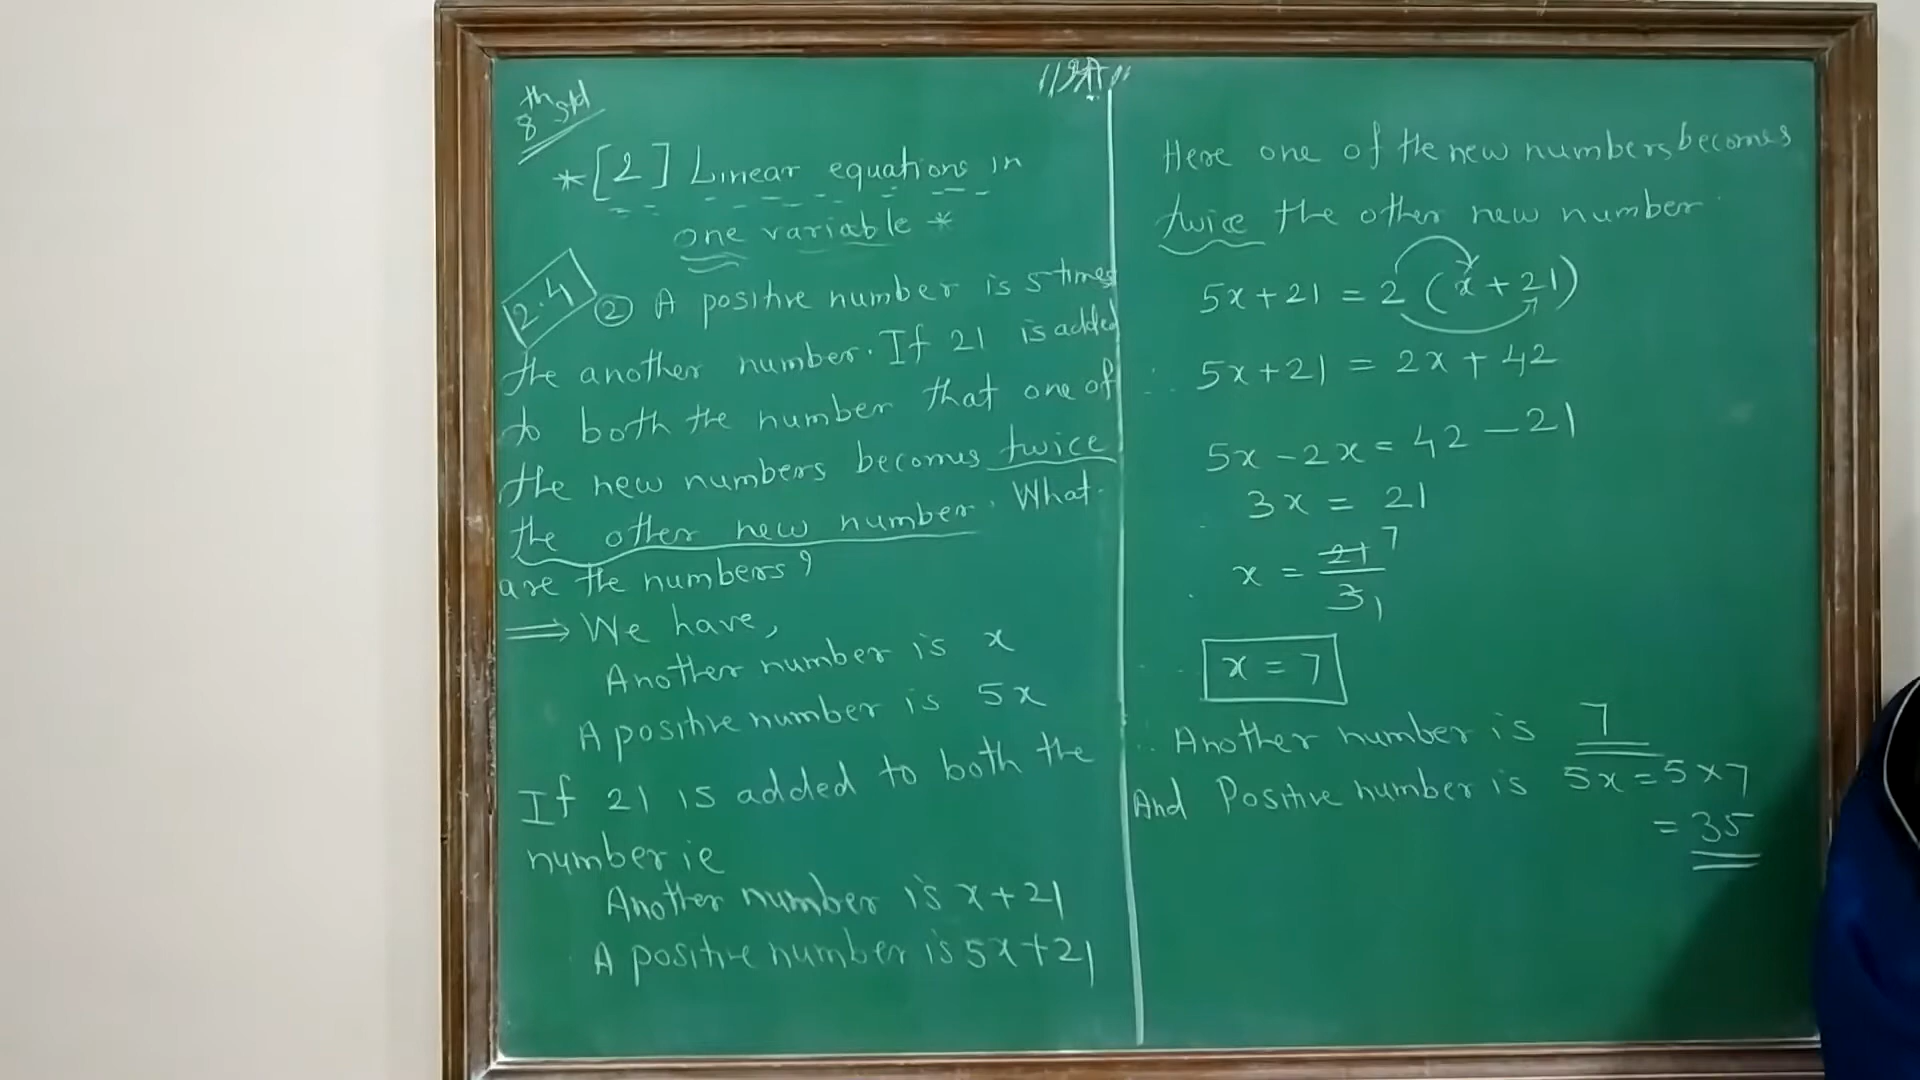 8th std
*[2] Linear equations in
one variable *
2.4 ② A positive number is 5-times
the another number. If 21 is added
to both the number that one of
the new numbers becomes twice
the other new number. What
are the numbers?
⟹ We have,
Another number is x
A positive number is 5x
If 21 is added to both the
number ie
Another number is x+21
A positive number is 5x+21
Here one of the new numbers becomes
twice the other new number.
5x+21 = 2(x+21)
∴ 5x+21 = 2x+42
5x-2x=42-21
3x = 21
x = 21/3 7 1
x = 7
∴ Another number is 7
And Positive number is 5x=5×7
= 35